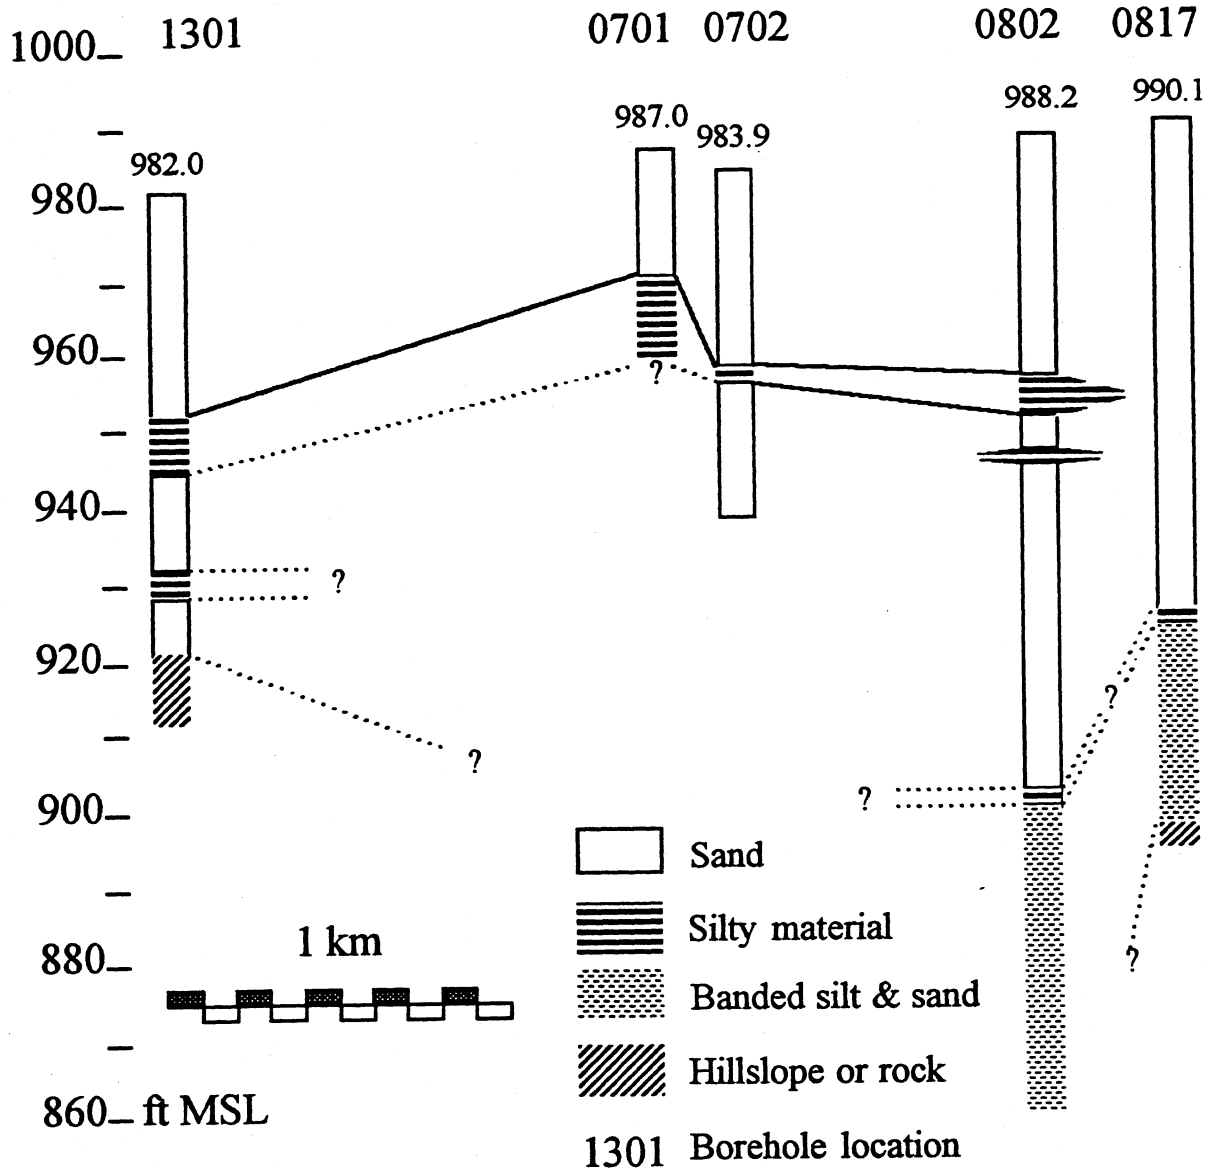 1301 0701 0702 0802 0817
1000
988.2 990.1
987.0 983.9
982.0
980
960
?
940
?
920
?
?
?
900
Sand
Silty material
1 km
880
?
Banded silt & sand
Hillslope or rock
860 ft MSL
1301 Borehole location